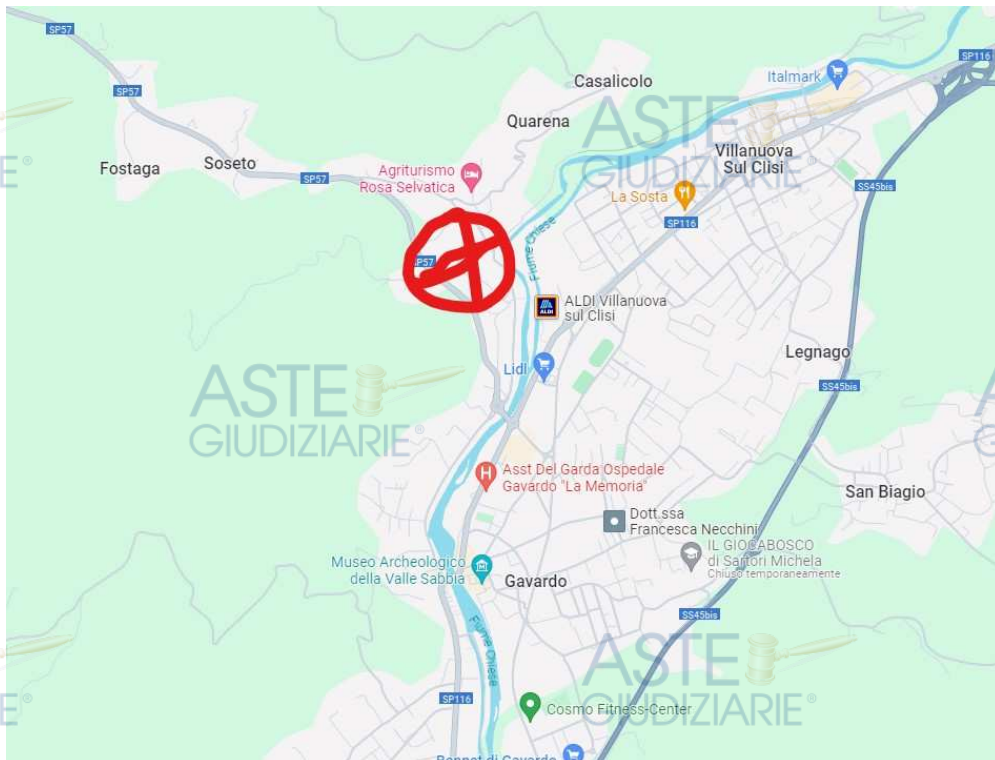 SP57
SP116
Casalicolo
Italmark
SP57
Quarena
ASTE
GIUDIZIARIE®
Villanuova
Sul Clisi
Fostaga
Soseto
SP57
Agriturismo
Rosa Selvatica
SS45bis
La Sosta
SP116
Fiume Chiese
SP57
ALDI
ALDI Villanuova
sul Clisi
Legnago
Lidl
SS45bis
ASTE
GIUDIZIARIE®
H
Asst Del Garda Ospedale
Gavardo "La Memoria"
San Biagio
Dott.ssa
Francesca Necchini
IL GIOCABOSCO
di Sartori Michela
Chiuso temporaneamente
Museo Archeologico
della Valle Sabbia
Gavardo
SS45bis
Fiume Chiese
ASTE
GIUDIZIARIE®
SP116
Cosmo Fitness-Center